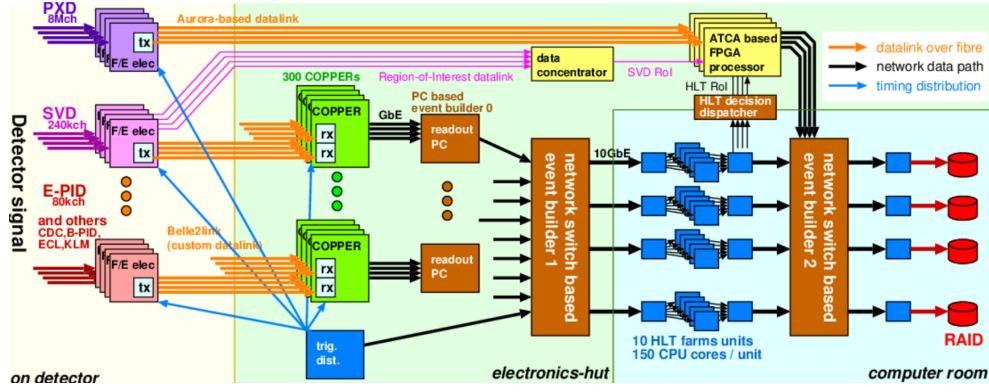 PXD
8Mch
Aurora-based datalink
tx
F/E elec
ATCA based
FPGA
processor
datalink over fibre
network data path
timing distribution
data
concentrator
SVD RoI
Region-of-Interest datalink
HLT RoI
HLT decision
dispatcher
300 COPPERs
COPPER
rx
rx
GbE
PC based
event builder 0
readout
PC
SVD
240kch
F/E elec
tx
Detector signal
E-PID
80kch
and others
CDC,B-PID,
ECL,KLM
Belle2link
(custom datalink)
F/E elec
tx
COPPER
rx
rx
readout
PC
network switch based
event builder 1
10GbE
network switch based
event builder 2
trig.
dist.
10 HLT farms units
150 CPU cores / unit
RAID
on detector
electronics-hut
computer room